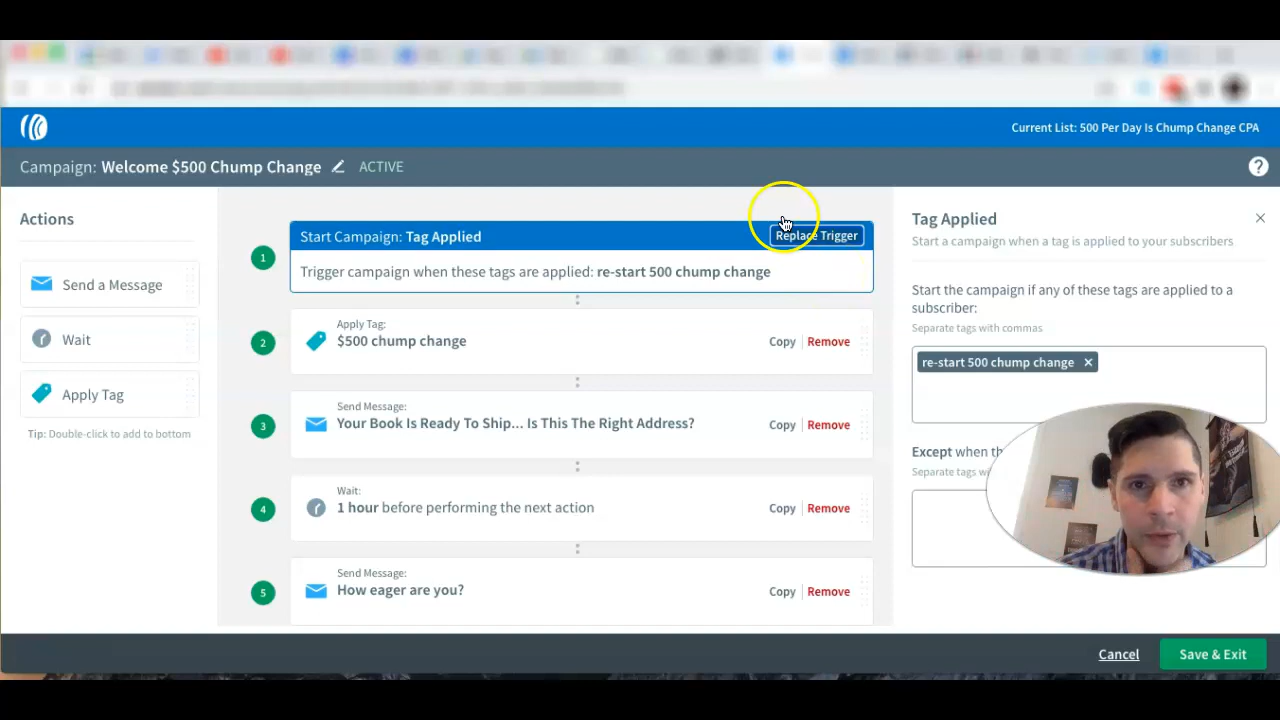 Current List: 500 Per Day Is Chump Change CPA
Campaign: Welcome $500 Chump Change ACTIVE
?
Actions
Send a Message
Wait
Apply Tag
Tip: Double-click to add to bottom
1
Start Campaign: Tag Applied
Replace Trigger
Trigger campaign when these tags are applied: re-start 500 chump change
2
Apply Tag:
$500 chump change
Copy | Remove
3
Send Message:
Your Book Is Ready To Ship... Is This The Right Address?
Copy | Remove
4
Wait:
1 hour before performing the next action
Copy | Remove
5
Send Message:
How eager are you?
Copy | Remove
Tag Applied
Start a campaign when a tag is applied to your subscribers
Start the campaign if any of these tags are applied to a
subscriber:
Separate tags with commas
re-start 500 chump change
Except when
Separate tags
Cancel
Save & Exit